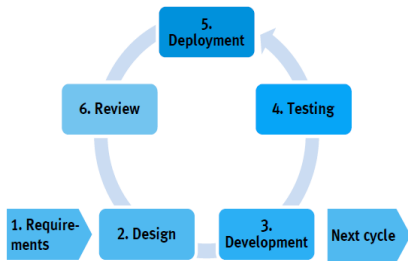 5.
Deployment
6. Review
4. Testing
1. Require-
ments
2. Design
3.
Development
Next cycle